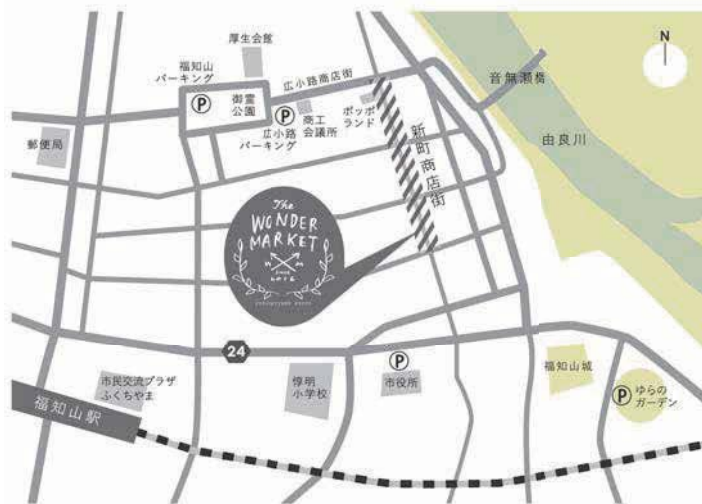 厚生会館
福知山
パーキング
広小路商店街
N
音無瀬橋
P
御霊
公園
P
商工
会議所
ポッポ
ランド
広小路
パーキング
郵便局
新町商店街
由良川
The
WONDER
MARKET
W M
24
P
市役所
福知山城
市民交流プラザ
ふくちやま
惇明
小学校
P
ゆらの
ガーデン
福知山駅